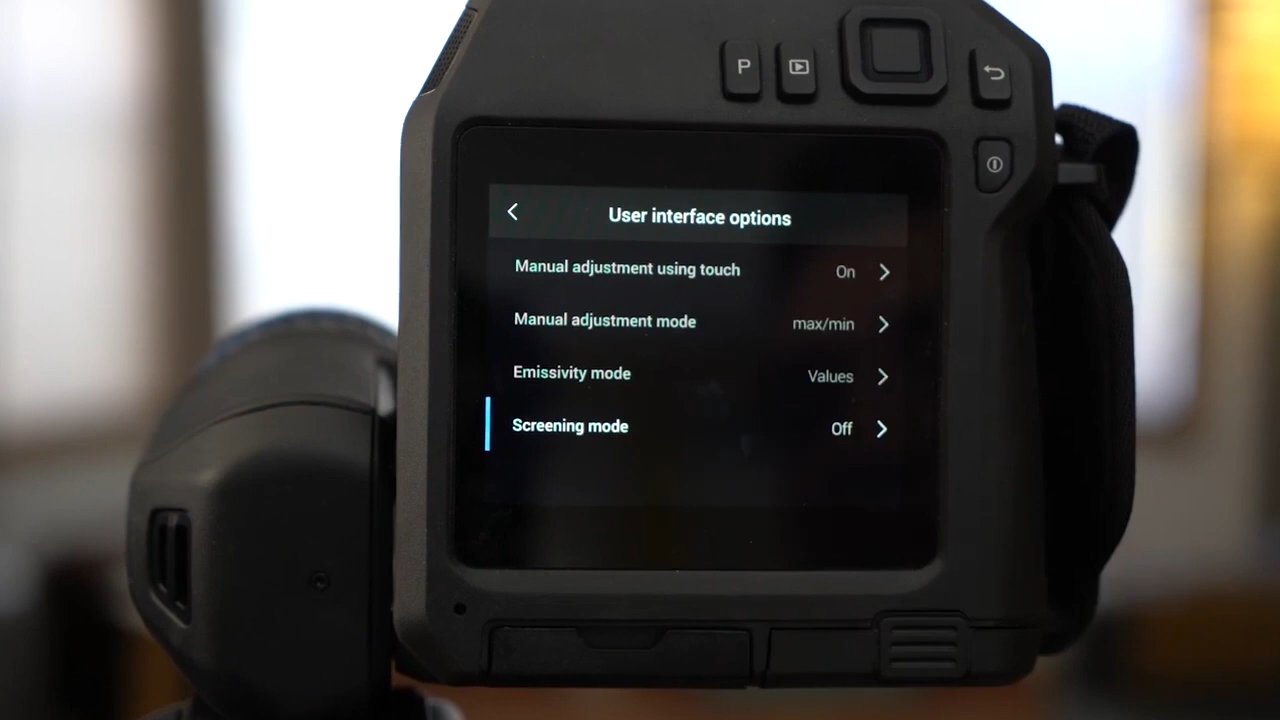 P
User interface options
Manual adjustment using touch On
Manual adjustment mode max/min
Emissivity mode Values
Screening mode Off